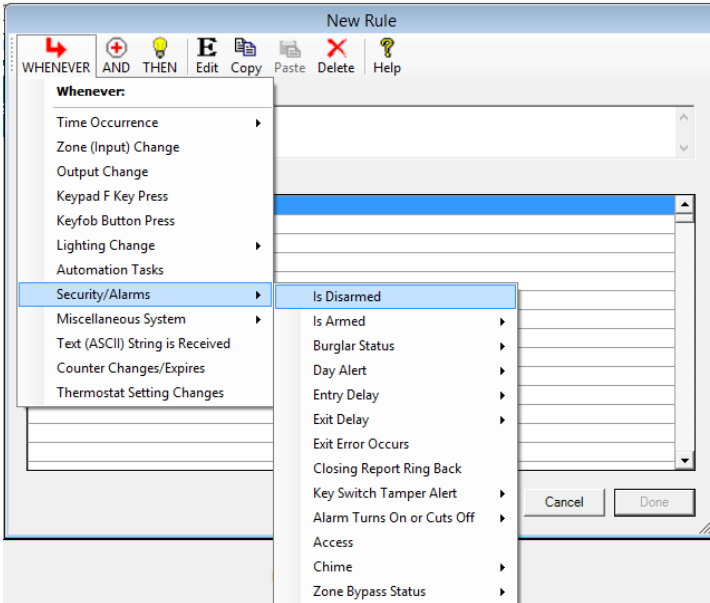 New Rule
WHENEVER AND THEN Edit Copy Paste Delete Help
Whenever:
Time Occurrence
Zone (Input) Change
Output Change
Keypad F Key Press
Keyfob Button Press
Lighting Change
Automation Tasks
Security/Alarms
Miscellaneous System
Text (ASCII) String is Received
Counter Changes/Expires
Thermostat Setting Changes
Is Disarmed
Is Armed
Burglar Status
Day Alert
Entry Delay
Exit Delay
Exit Error Occurs
Closing Report Ring Back
Key Switch Tamper Alert
Alarm Turns On or Cuts Off
Access
Chime
Zone Bypass Status
Cancel Done